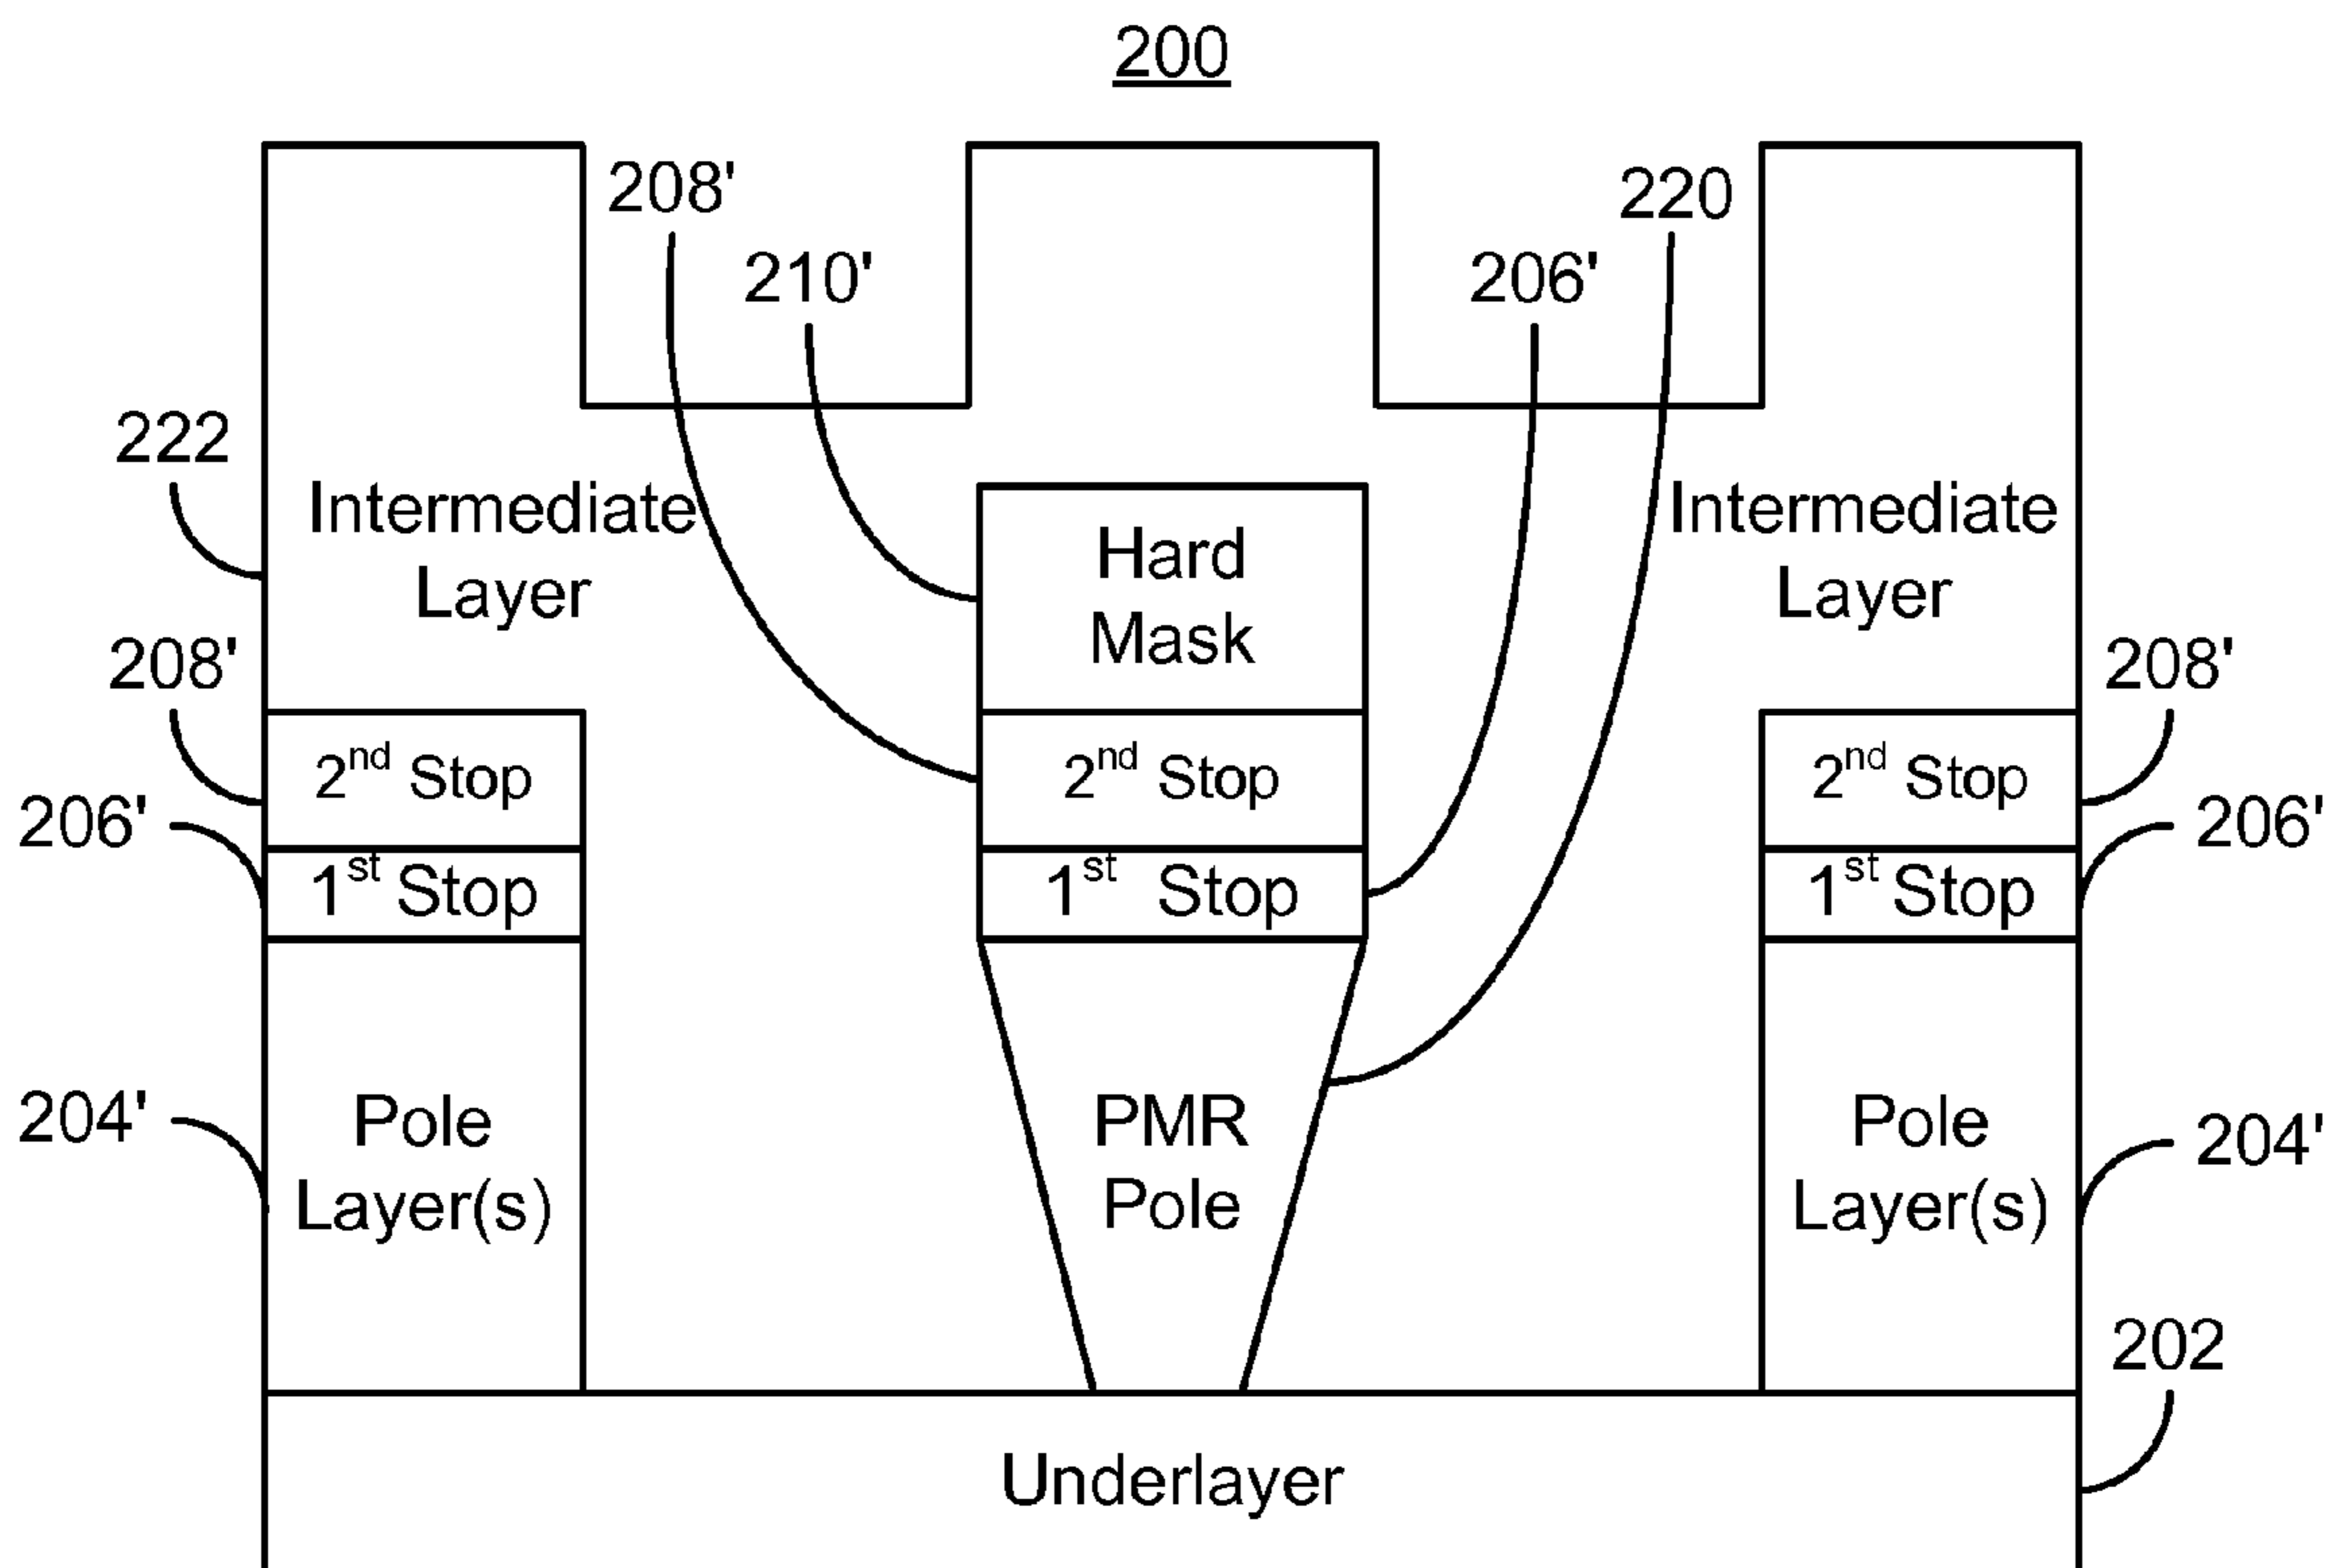 200
208'
220
210'
206'
222
Intermediate
Layer
Intermediate
Layer
Hard
Mask
208'
208'
2nd Stop
2nd Stop
2nd Stop
206'
206'
1st Stop
1st Stop
1st Stop
204'
204'
Pole
Layer(s)
PMR
Pole
Pole
Layer(s)
202
Underlayer